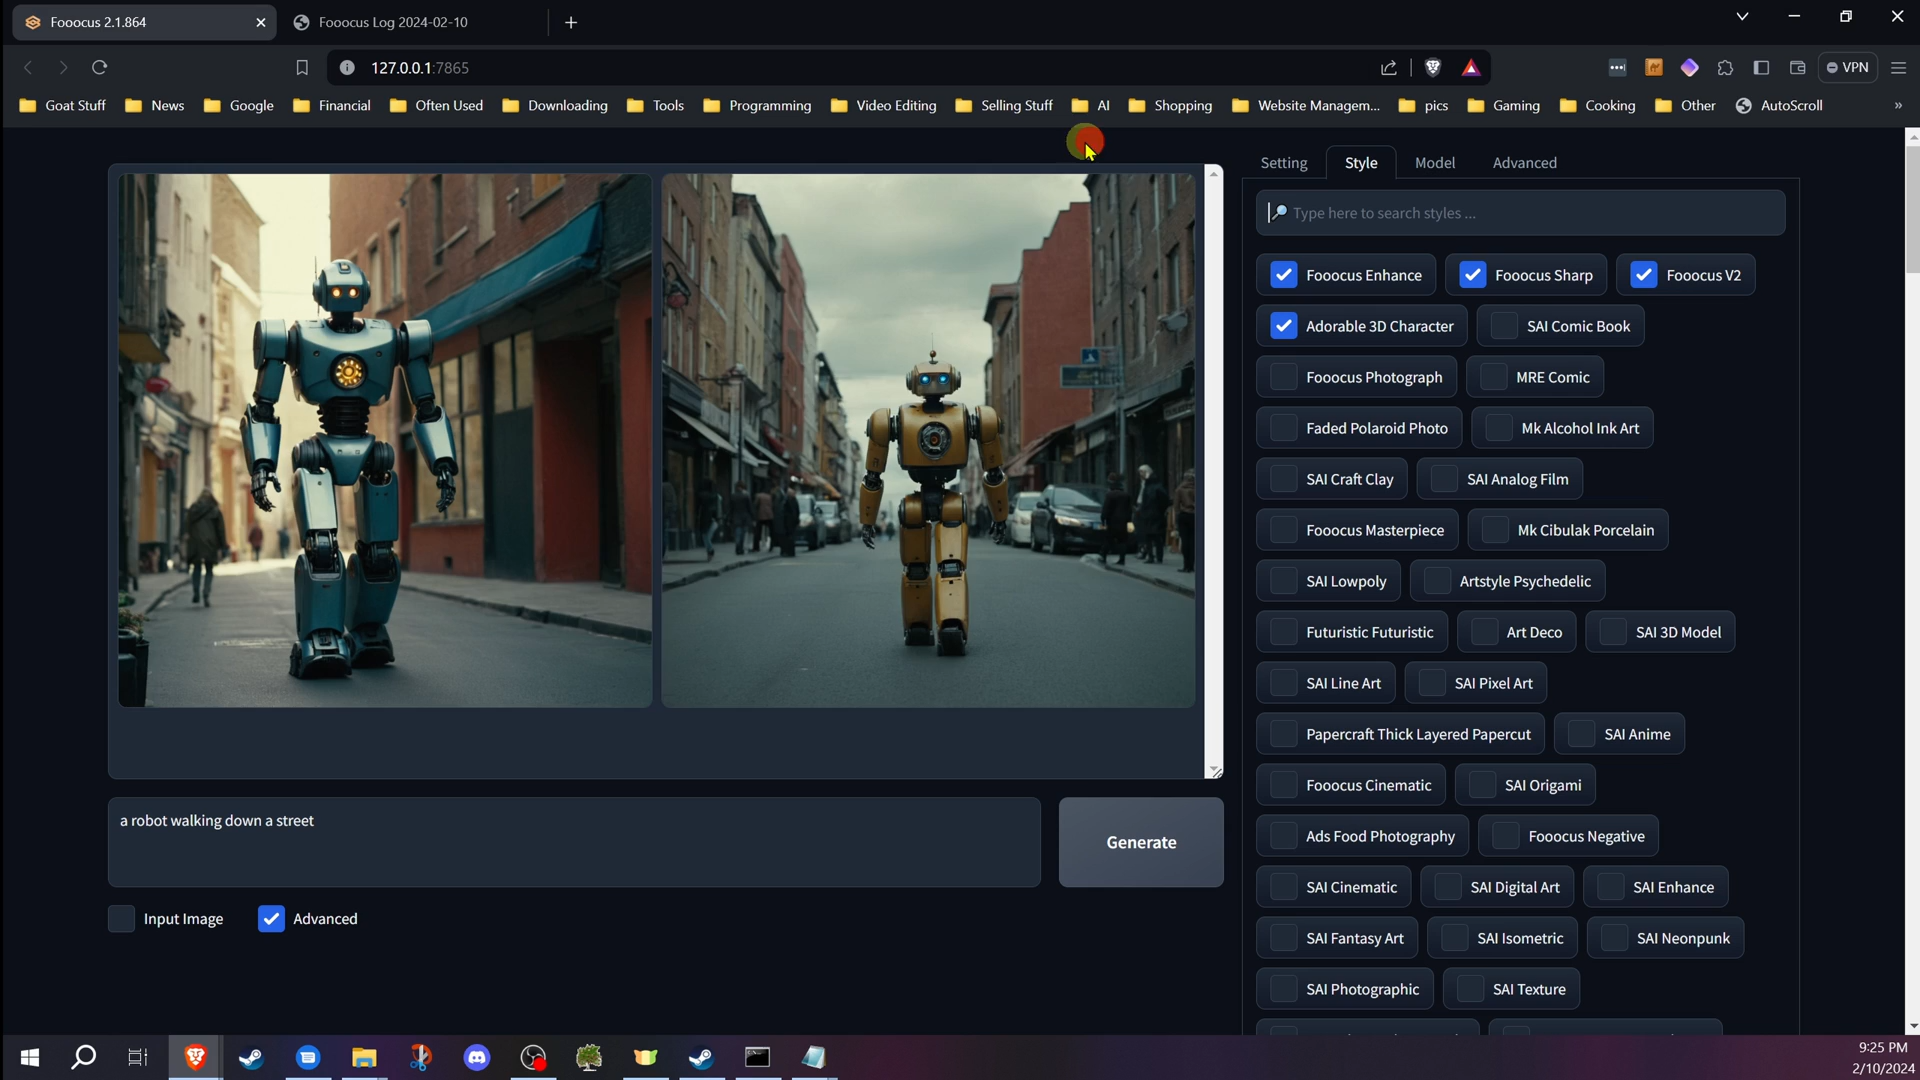 Fooocus 2.1.864
Fooocus Log 2024-02-10
127.0.0.1:7865
VPN
Goat Stuff
News
Google
Financial
Often Used
Downloading
Tools
Programming
Video Editing
Selling Stuff
AI
Shopping
Website Managem...
pics
Gaming
Cooking
Other
AutoScroll
»
Setting
Style
Model
Advanced
Type here to search styles ...
Fooocus Enhance
Fooocus Sharp
Fooocus V2
Adorable 3D Character
SAI Comic Book
Fooocus Photograph
MRE Comic
Faded Polaroid Photo
Mk Alcohol Ink Art
SAI Craft Clay
SAI Analog Film
Fooocus Masterpiece
Mk Cibulak Porcelain
SAI Lowpoly
Artstyle Psychedelic
Futuristic Futuristic
Art Deco
SAI 3D Model
SAI Line Art
SAI Pixel Art
Papercraft Thick Layered Papercut
SAI Anime
Fooocus Cinematic
SAI Origami
Ads Food Photography
Fooocus Negative
SAI Cinematic
SAI Digital Art
SAI Enhance
SAI Fantasy Art
SAI Isometric
SAI Neonpunk
SAI Photographic
SAI Texture
a robot walking down a street
Generate
Input Image
Advanced
9:25 PM
2/10/2024